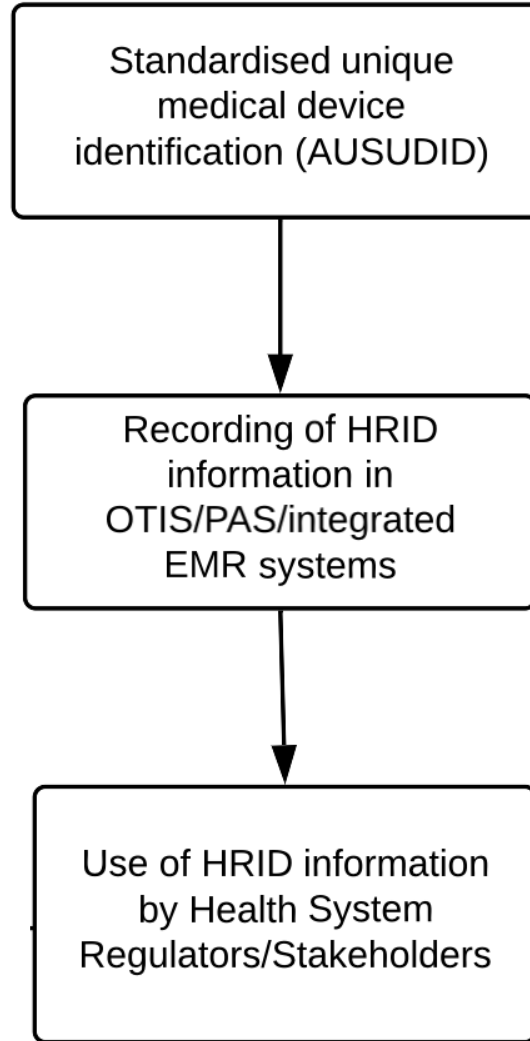 Standardised unique
medical device
identification (AUSUDID)
Recording of HRID
information in
OTIS/PAS/integrated
EMR systems
Use of HRID information
by Health System
Regulators/Stakeholders